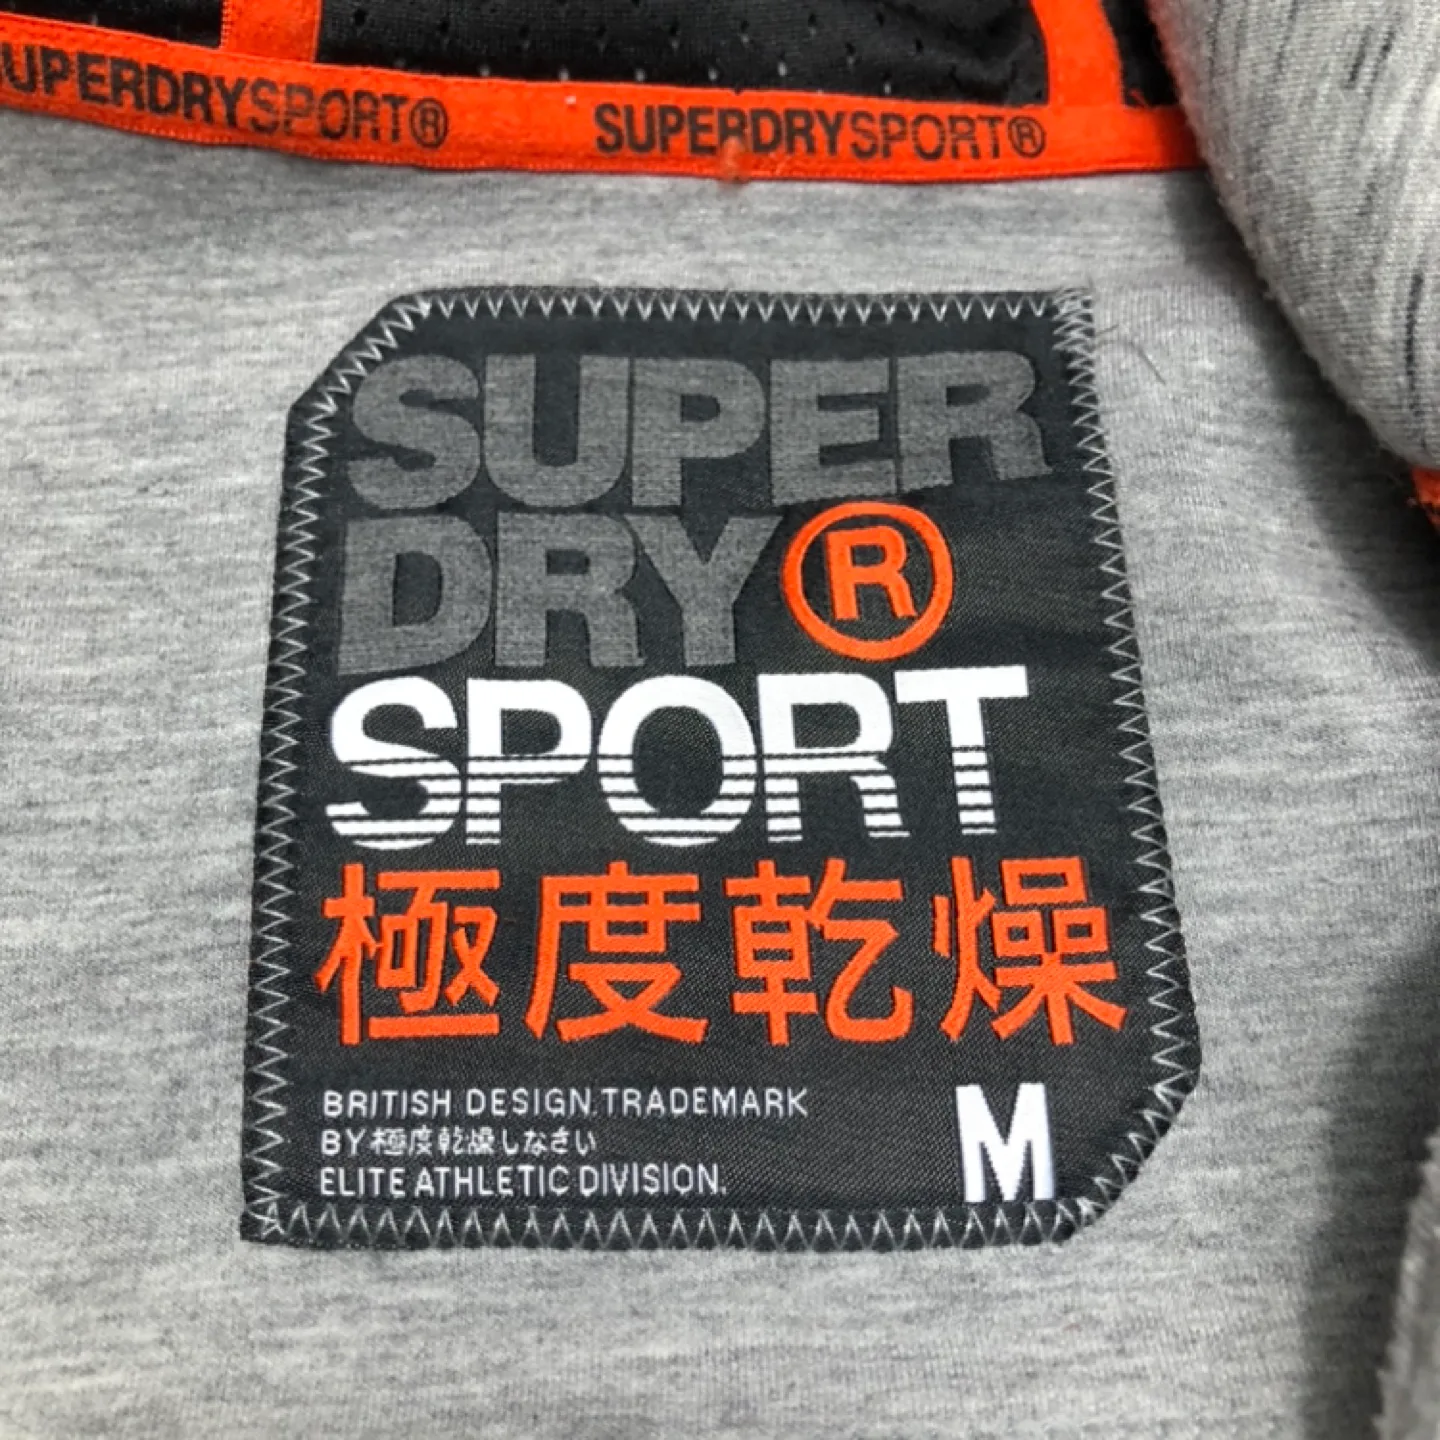 SUPERDRYSPORT® SUPERDRYSPORT®
SUPER
DRY®
SPORT
極度乾燥
BRITISH DESIGN.TRADEMARK
BY 極度乾燥しなさい
ELITE ATHLETIC DIVISION.
M